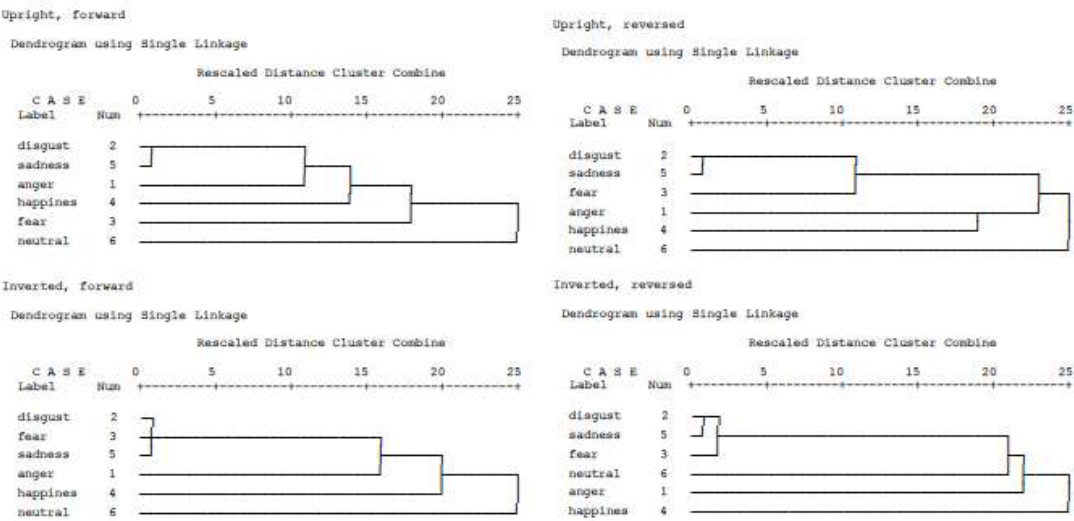 Upright, forward
Dendrogram using Single Linkage
Rescaled Distance Cluster Combine
C A S E 0 5 10 15 20 25
Label Num
disgust 2
sadness 5
anger 1
happines 4
fear 3
neutral 6
Upright, reversed
Dendrogram using Single Linkage
Rescaled Distance Cluster Combine
C A S E 0 5 10 15 20 25
Label Num
disgust 2
sadness 5
fear 3
anger 1
happines 4
neutral 6
Inverted, forward
Dendrogram using Single Linkage
Rescaled Distance Cluster Combine
C A S E 0 5 10 15 20 25
Label Num
disgust 2
fear 3
sadness 5
anger 1
happines 4
neutral 6
Inverted, reversed
Dendrogram using Single Linkage
Rescaled Distance Cluster Combine
C A S E 0 5 10 15 20 25
Label Num
disgust 2
sadness 5
fear 3
neutral 6
anger 1
happines 4